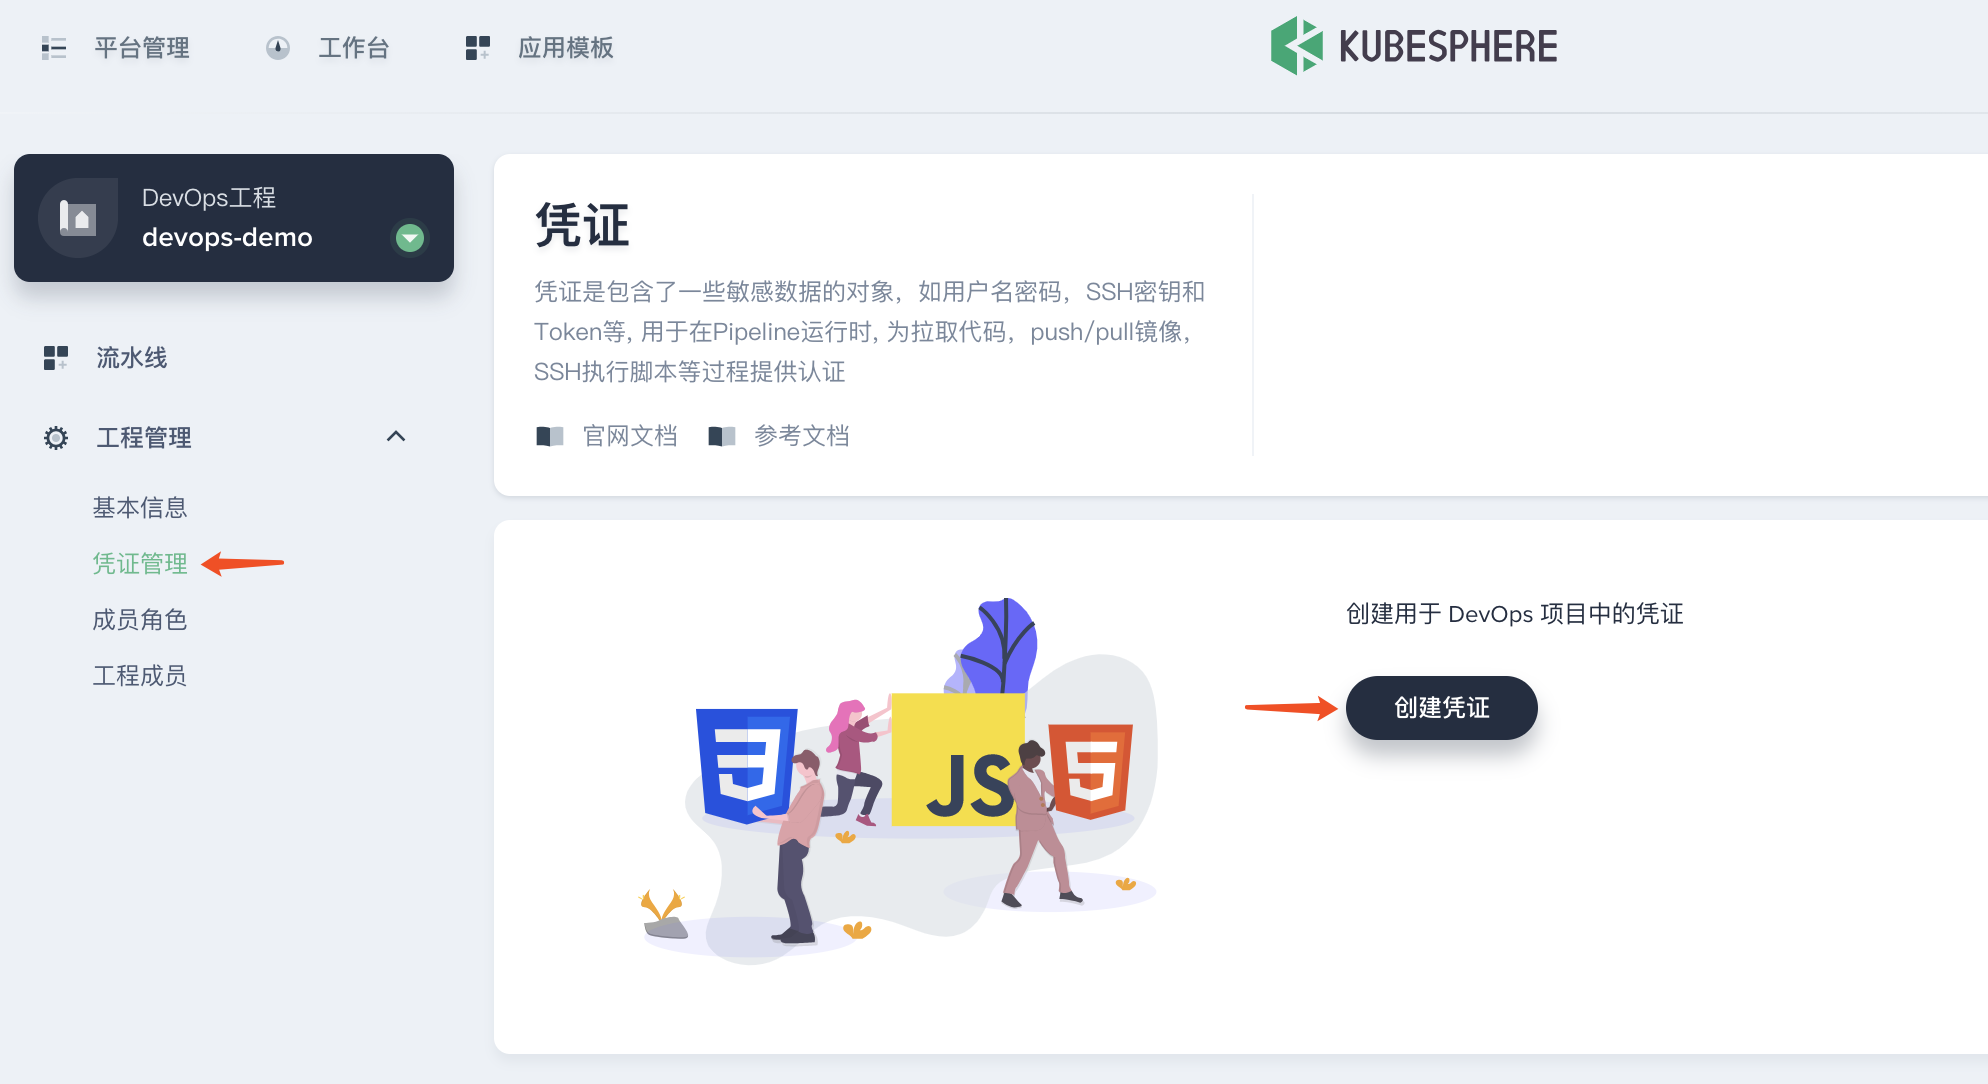 平台管理
工作台
应用模板
KUBESPHERE
DevOps工程
devops-demo
流水线
工程管理
基本信息
凭证管理
成员角色
工程成员
凭证
凭证是包含了一些敏感数据的对象，如用户名密码，SSH密钥和
Token等, 用于在Pipeline运行时, 为拉取代码，push/pull镜像，
SSH执行脚本等过程提供认证
官网文档
参考文档
JS
创建用于 DevOps 项目中的凭证
创建凭证